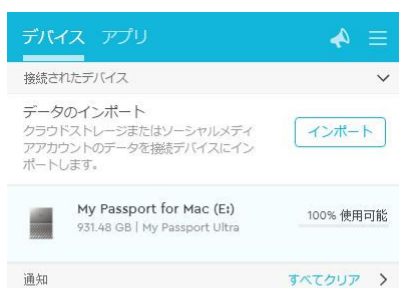 デバイス アプリ
接続されたデバイス
データのインポート
クラウドストレージまたはソーシャルメディ
アアカウントのデータを接続デバイスにイン
ポートします。
インポート
My Passport for Mac (E:)
931.48 GB | My Passport Ultra
100% 使用可能
通知 すべてクリア